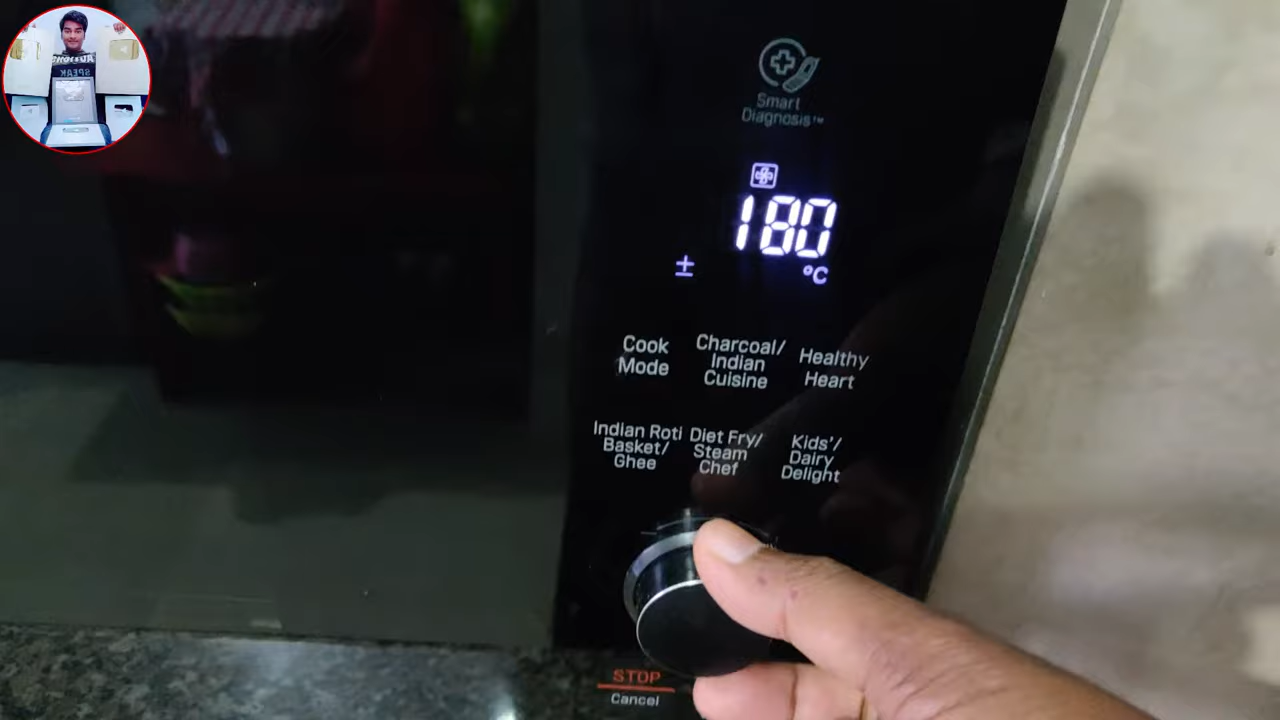 Smart
Diagnosis™
180
±
°C
Cook
Mode
Charcoal/
Indian
Cuisine
Healthy
Heart
Indian Roti
Basket/
Ghee
Diet Fry/
Steam
Chef
Kids'/
Dairy
Delight
STOP
Cancel